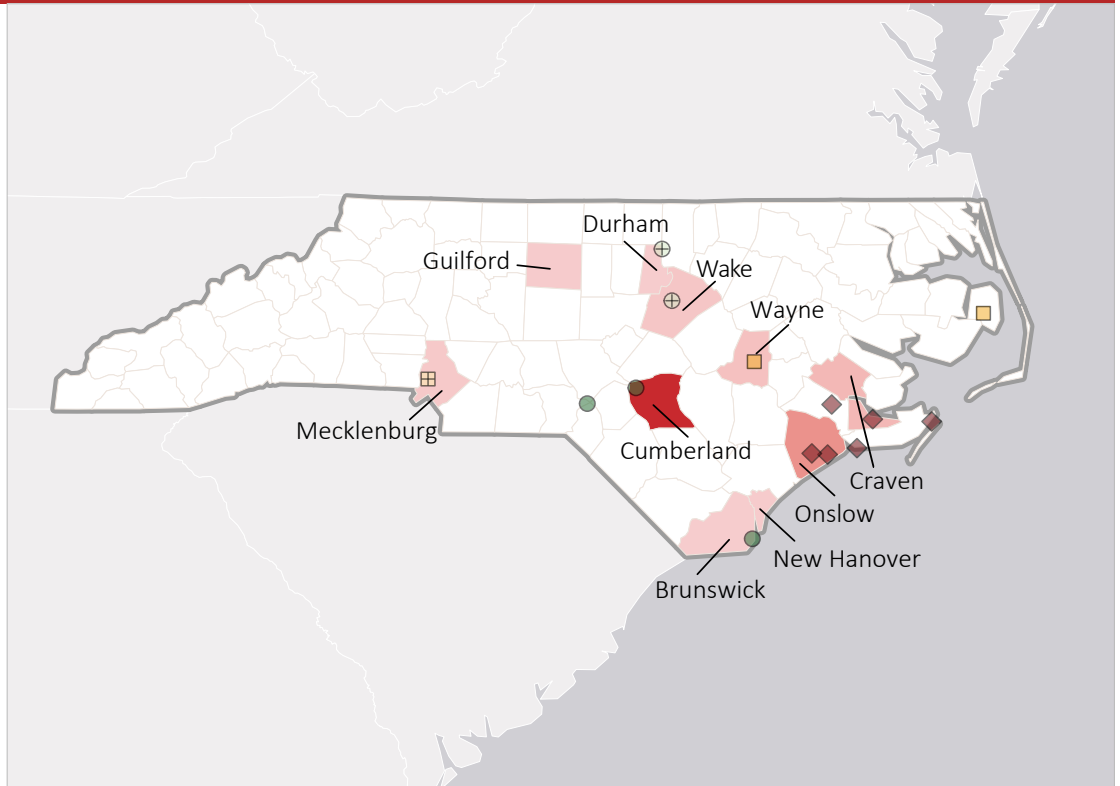 Durham
Guilford
Wake
Wayne
Mecklenburg
Cumberland
Craven
Onslow
New Hanover
Brunswick